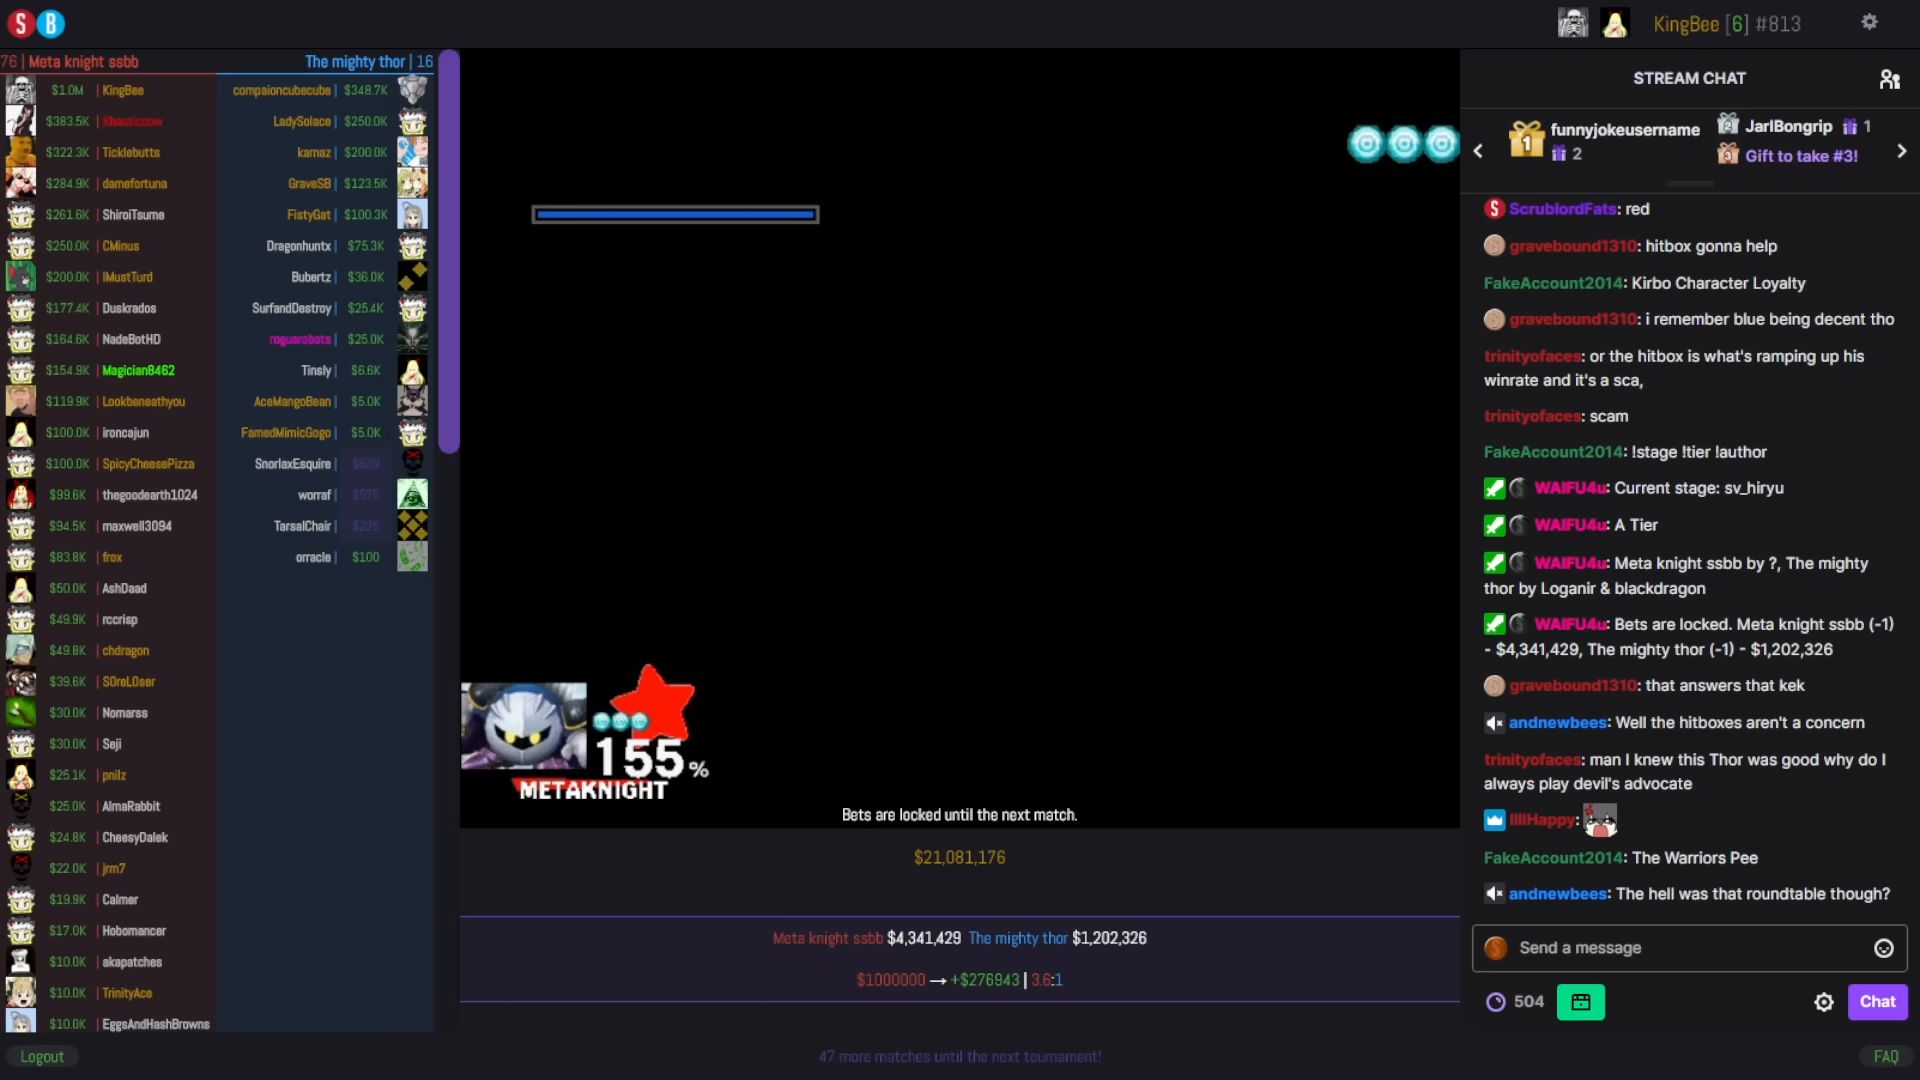 S B
KingBee [6] #813
76 | Meta knight ssbb
The mighty thor | 16
$1.0M | KingBee
$383.5K | Khaoticcow
$322.3K | Ticklebutts
$284.9K | damefortuna
$261.6K | ShiroiTsume
$250.0K | CMinus
$200.0K | IMustTurd
$177.4K | Duskrados
$164.6K | NadeBotHD
$154.9K | Magician8462
$119.9K | Lookbeneathyou
$100.0K | ironcajun
$100.0K | SpicyCheesePizza
$99.6K | thegoodearth1024
$94.5K | maxwell3094
$83.8K | frox
$50.0K | AshDaad
$49.9K | rccrisp
$49.8K | chdragon
$39.6K | S0reL0ser
$30.0K | Nomarss
$30.0K | Seji
$25.1K | pnilz
$25.0K | AlmaRabbit
$24.8K | CheesyDalek
$22.0K | jrm7
$19.9K | Calmer
$17.0K | Hobomancer
$10.0K | akapatches
$10.0K | TrinityAce
$10.0K | EggsAndHashBrowns
compaioncubecube | $348.7K
LadySolace | $250.0K
kamaz | $200.0K
GraveSB | $123.5K
FistyGat | $100.3K
Dragonhuntx | $75.3K
Bubertz | $36.0K
SurfandDestroy | $25.4K
roguarobots | $25.0K
Tinsly | $6.6K
AceMangoBean | $5.0K
FamedMimicGogo | $5.0K
SnorlaxEsquire | $639
worraf | $576
TarsalChair | $225
orracle | $100
155%
METAKNIGHT
Bets are locked until the next match.
$21,081,176
Meta knight ssbb $4,341,429 The mighty thor $1,202,326
$1000000 → +$276943 | 3.6:1
STREAM CHAT
1 funnyjokeusername
2
2 JarlBongrip 1
3 Gift to take #3!
ScrublordFats: red
gravebound1310: hitbox gonna help
FakeAccount2014: Kirbo Character Loyalty
gravebound1310: i remember blue being decent tho
trinityofaces: or the hitbox is what's ramping up his
winrate and it's a sca,
trinityofaces: scam
FakeAccount2014: !stage !tier !author
WAIFU4u: Current stage: sv_hiryu
WAIFU4u: A Tier
WAIFU4u: Meta knight ssbb by ?, The mighty
thor by Loganir & blackdragon
WAIFU4u: Bets are locked. Meta knight ssbb (-1)
- $4,341,429, The mighty thor (-1) - $1,202,326
gravebound1310: that answers that kek
andnewbees: Well the hitboxes aren't a concern
trinityofaces: man I knew this Thor was good why do I
always play devil's advocate
IlllHappy:
FakeAccount2014: The Warriors Pee
andnewbees: The hell was that roundtable though?
Send a message
504
Chat
Logout
47 more matches until the next tournament!
FAQ